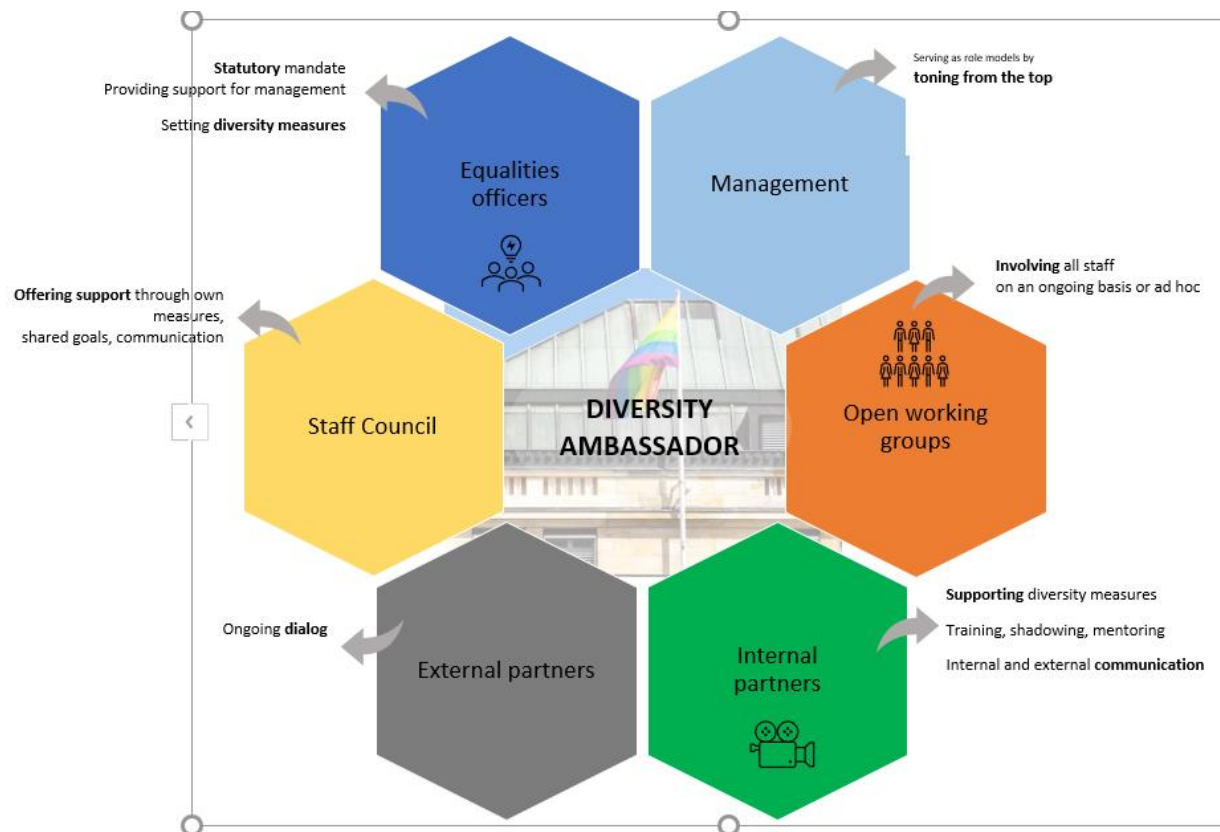 Statutory mandate
Providing support for management
Setting diversity measures
Equalities
officers
Serving as role models by
toning from the top
Management
Offering support through own
measures,
shared goals, communication
Staff Council
DIVERSITY
AMBASSADOR
Involving all staff
on an ongoing basis or ad hoc
Open working
groups
Ongoing dialog
External partners
Internal
partners
Supporting diversity measures
Training, shadowing, mentoring
Internal and external communication